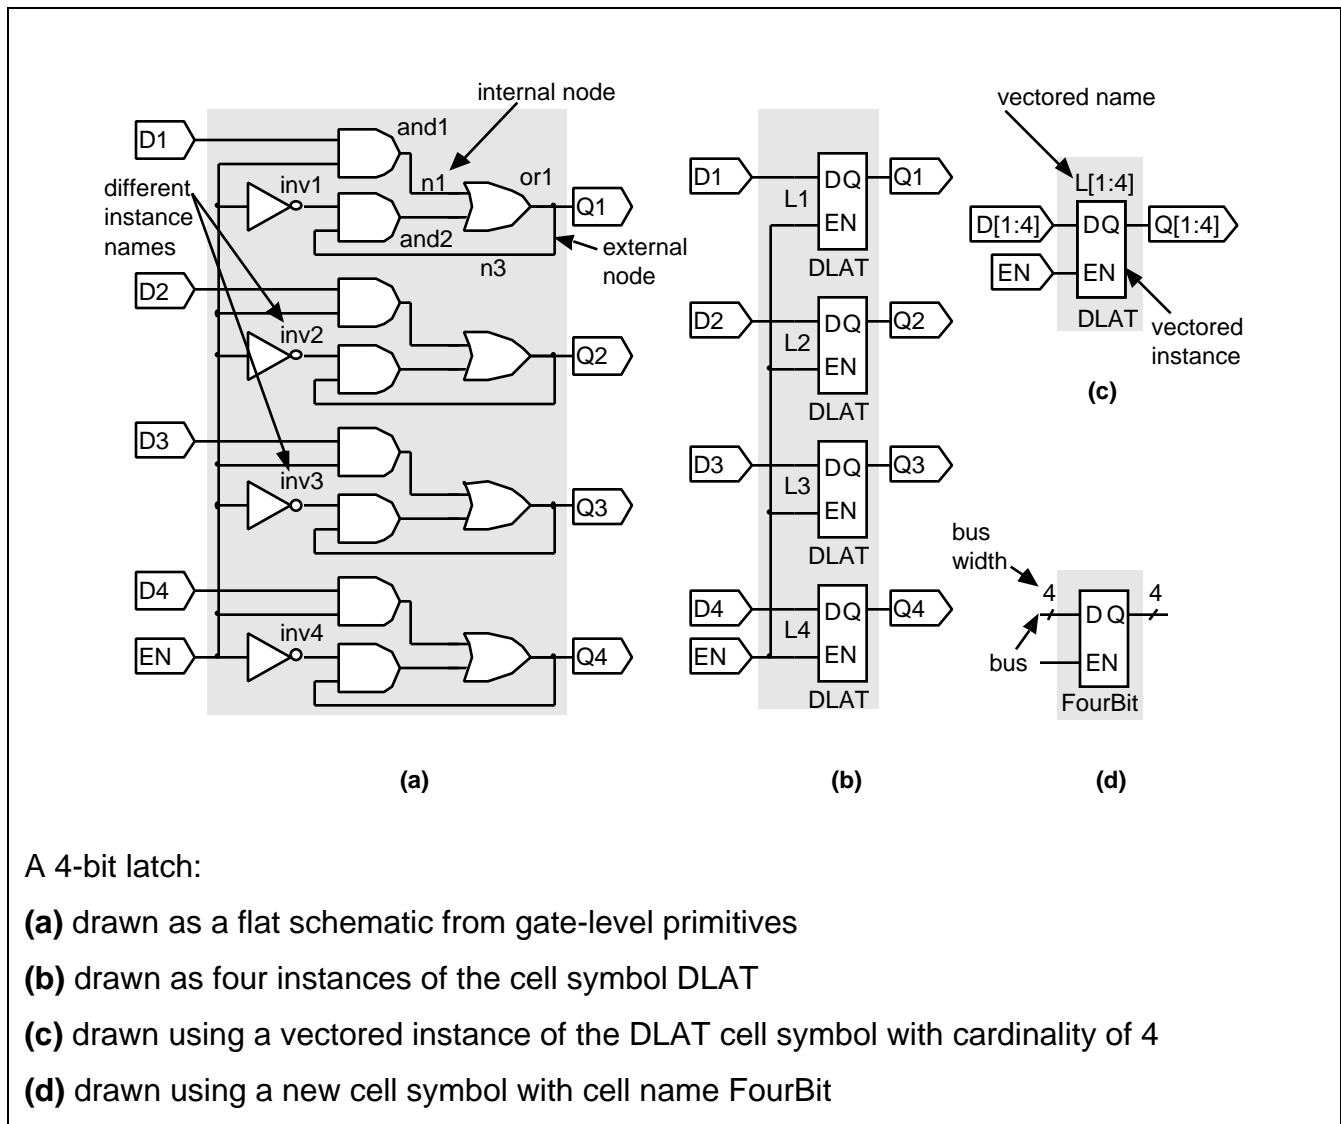 internal node
vectored name
D1
and1
different
instance
names
inv1
n1
or1
Q1
and2
n3
external
node
D2
inv2
Q2
D3
inv3
Q3
D4
inv4
EN
Q4
(a)
D1
L1
DQ
EN
DLAT
Q1
D2
L2
DQ
EN
DLAT
Q2
D3
L3
DQ
EN
DLAT
Q3
D4
L4
DQ
EN
EN
DLAT
Q4
(b)
L[1:4]
D[1:4]
DQ
Q[1:4]
EN
EN
DLAT
vectored
instance
(c)
bus
width
4
4
DQ
bus
EN
FourBit
(d)
A 4-bit latch:
(a) drawn as a flat schematic from gate-level primitives
(b) drawn as four instances of the cell symbol DLAT
(c) drawn using a vectored instance of the DLAT cell symbol with cardinality of 4
(d) drawn using a new cell symbol with cell name FourBit